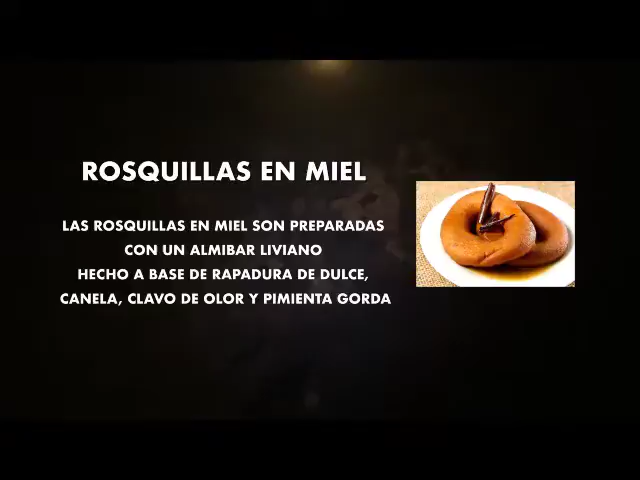 ROSQUILLAS EN MIEL
LAS ROSQUILLAS EN MIEL SON PREPARADAS
CON UN ALMIBAR LIVIANO
HECHO A BASE DE RAPADURA DE DULCE,
CANELA, CLAVO DE OLOR Y PIMIENTA GORDA